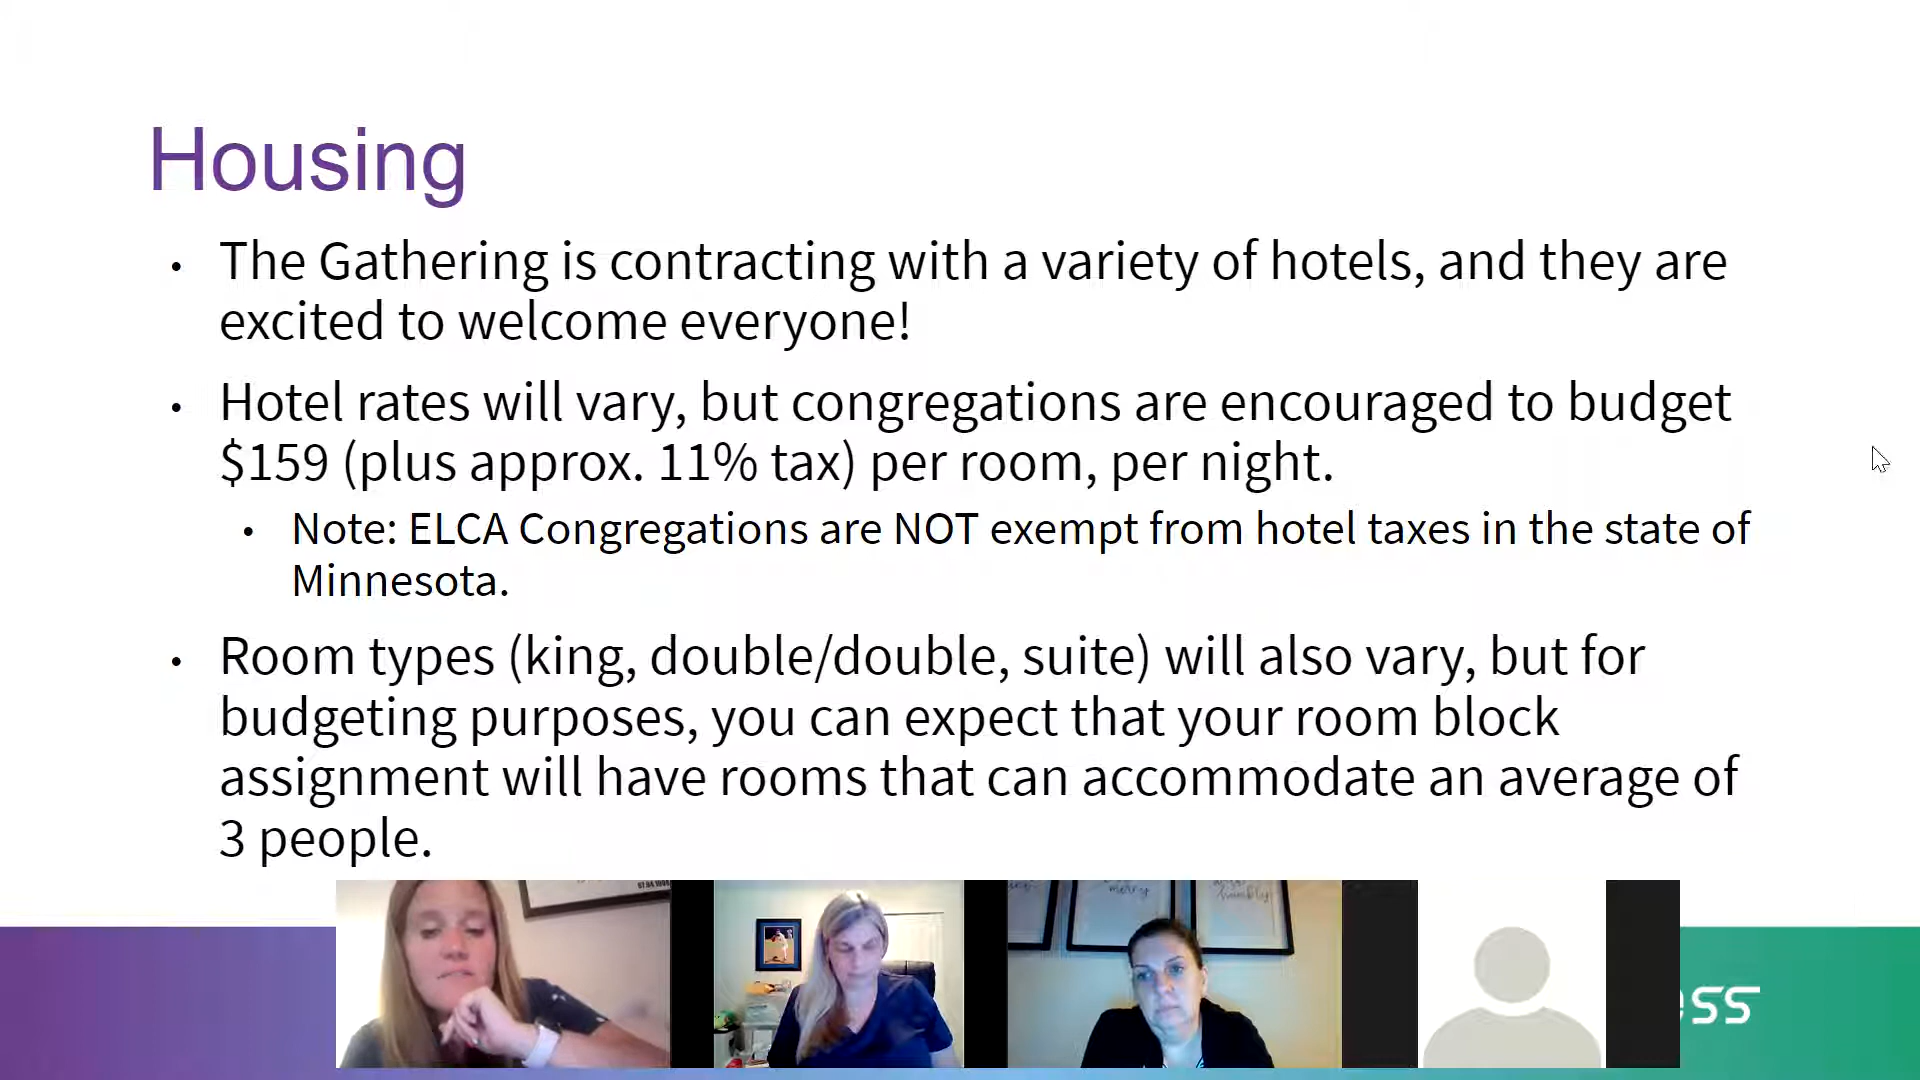 Housing
• The Gathering is contracting with a variety of hotels, and they are
excited to welcome everyone!
• Hotel rates will vary, but congregations are encouraged to budget
$159 (plus approx. 11% tax) per room, per night.
• Note: ELCA Congregations are NOT exempt from hotel taxes in the state of
Minnesota.
• Room types (king, double/double, suite) will also vary, but for
budgeting purposes, you can expect that your room block
assignment will have rooms that can accommodate an average of
3 people.
mercy
humbly
ss